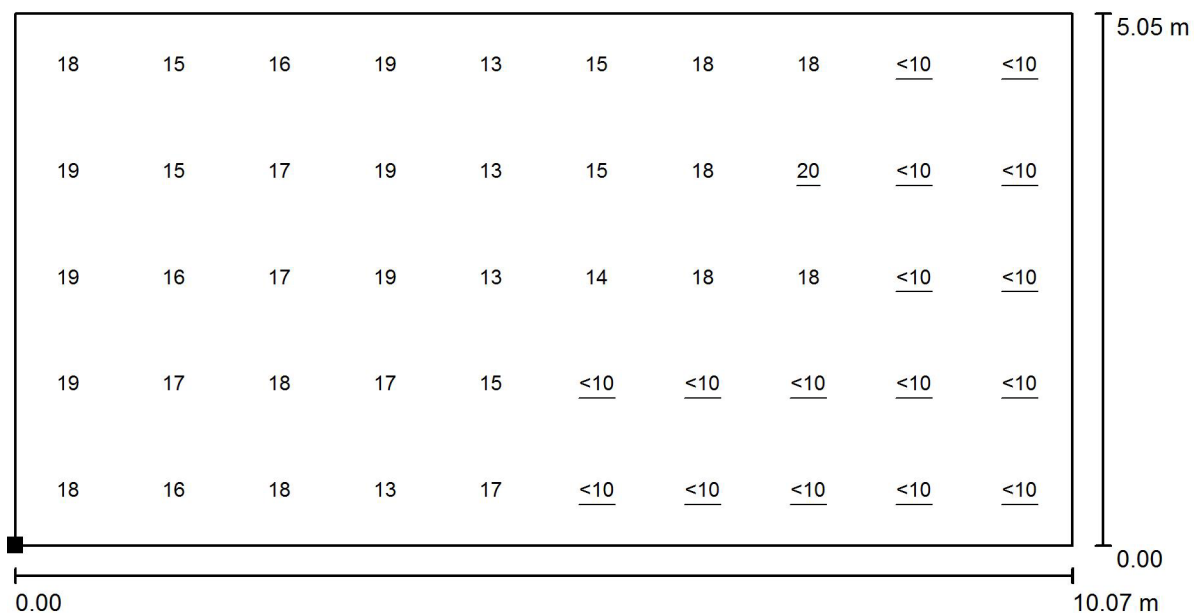 5.05 m
18 15 16 19 13 15 18 18 <10 <10
19 15 17 19 13 15 18 20 <10 <10
19 16 17 19 13 14 18 18 <10 <10
19 17 18 17 15 <10 <10 <10 <10 <10
18 16 18 13 17 <10 <10 <10 <10 <10
0.00
0.00 10.07 m